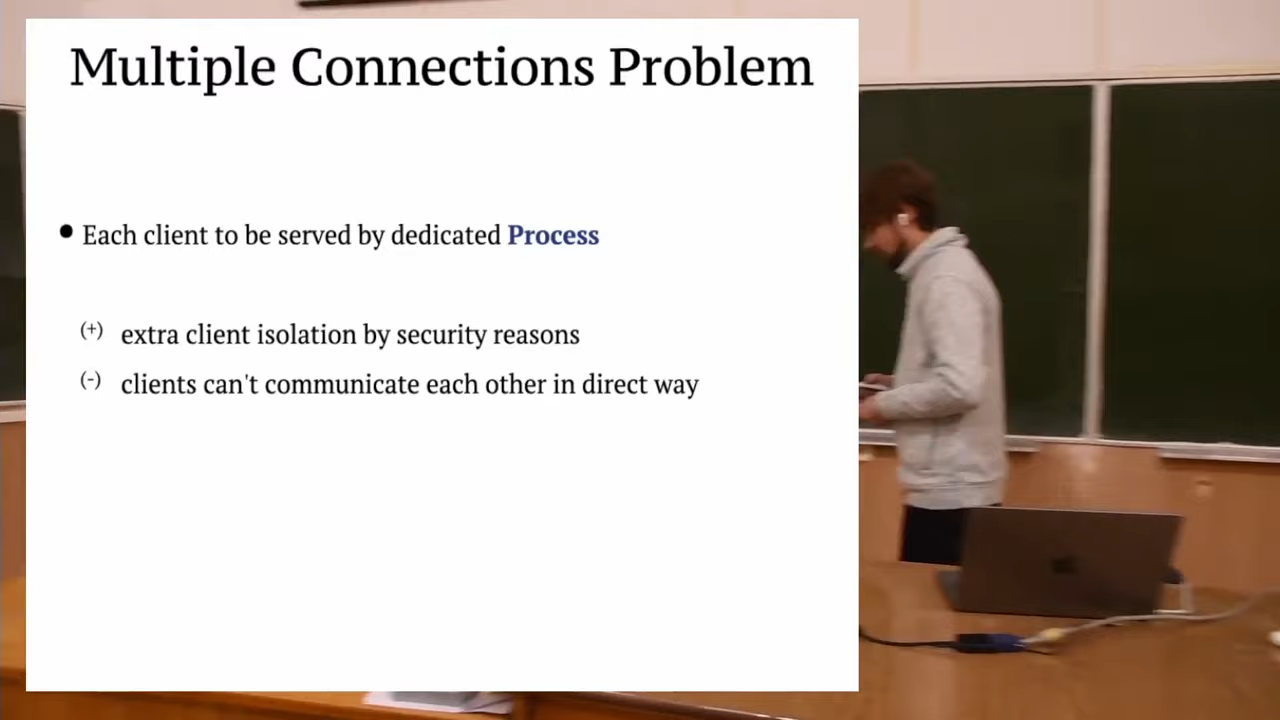 Multiple Connections Problem
● Each client to be served by dedicated Process
(+) extra client isolation by security reasons
(-) clients can't communicate each other in direct way